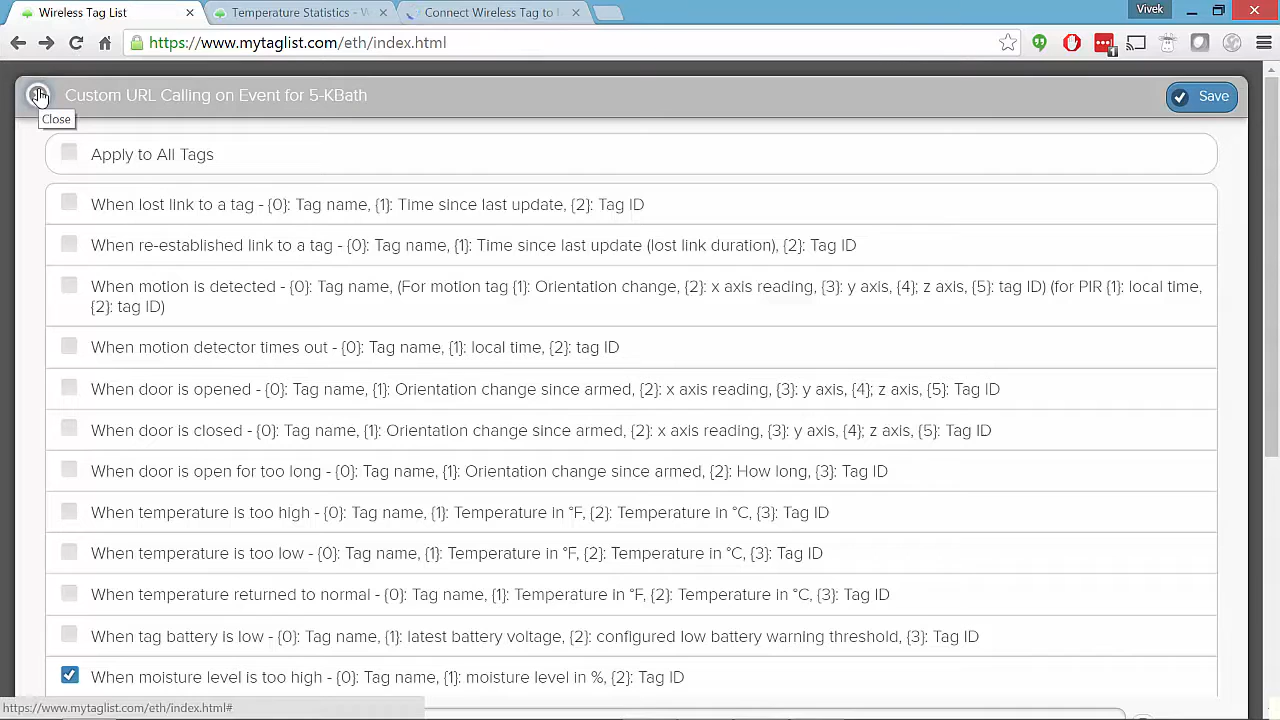 Wireless Tag List
Temperature Statistics - W
Connect Wireless Tag to I
Vivek
https://www.mytaglist.com/eth/index.html
Custom URL Calling on Event for 5-KBath
Save
Close
Apply to All Tags
When lost link to a tag - {0}: Tag name, {1}: Time since last update, {2}: Tag ID
When re-established link to a tag - {0}: Tag name, {1}: Time since last update (lost link duration), {2}: Tag ID
When motion is detected - {0}: Tag name, (For motion tag {1}: Orientation change, {2}: x axis reading, {3}: y axis, {4}; z axis, {5}: tag ID) (for PIR {1}: local time,
{2}: tag ID)
When motion detector times out - {0}: Tag name, {1}: local time, {2}: tag ID
When door is opened - {0}: Tag name, {1}: Orientation change since armed, {2}: x axis reading, {3}: y axis, {4}; z axis, {5}: Tag ID
When door is closed - {0}: Tag name, {1}: Orientation change since armed, {2}: x axis reading, {3}: y axis, {4}; z axis, {5}: Tag ID
When door is open for too long - {0}: Tag name, {1}: Orientation change since armed, {2}: How long, {3}: Tag ID
When temperature is too high - {0}: Tag name, {1}: Temperature in °F, {2}: Temperature in °C, {3}: Tag ID
When temperature is too low - {0}: Tag name, {1}: Temperature in °F, {2}: Temperature in °C, {3}: Tag ID
When temperature returned to normal - {0}: Tag name, {1}: Temperature in °F, {2}: Temperature in °C, {3}: Tag ID
When tag battery is low - {0}: Tag name, {1}: latest battery voltage, {2}: configured low battery warning threshold, {3}: Tag ID
When moisture level is too high - {0}: Tag name, {1}: moisture level in %, {2}: Tag ID
https://www.mytaglist.com/eth/index.html#